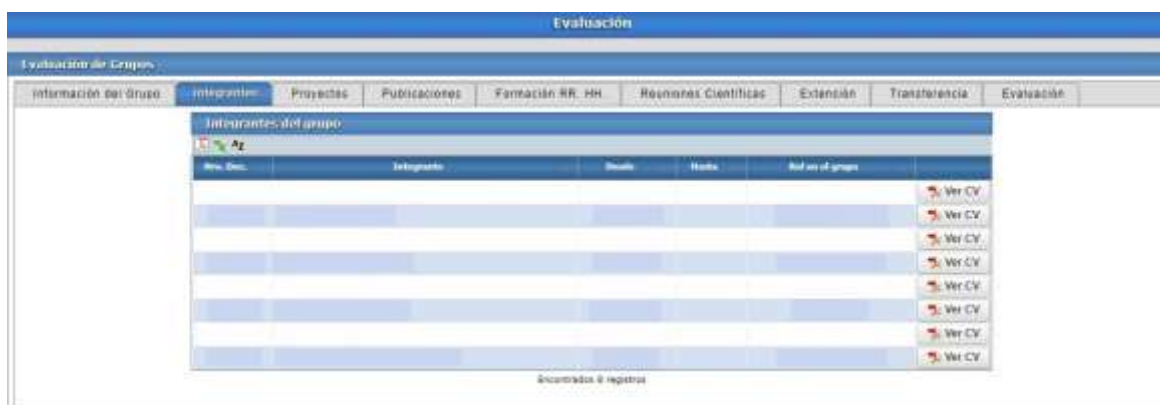 Evaluación
Evaluación de Grupos
Información del Grupo Integrantes Proyectos Publicaciones Formación RR. HH. Reuniones Científicas Extensión Transferencia Evaluación
Integrantes del grupo
AZ
Nro. Doc. Integrante Desde Hasta Rol en el grupo
Ver CV
Ver CV
Ver CV
Ver CV
Ver CV
Ver CV
Ver CV
Ver CV
Encontrados 8 registros